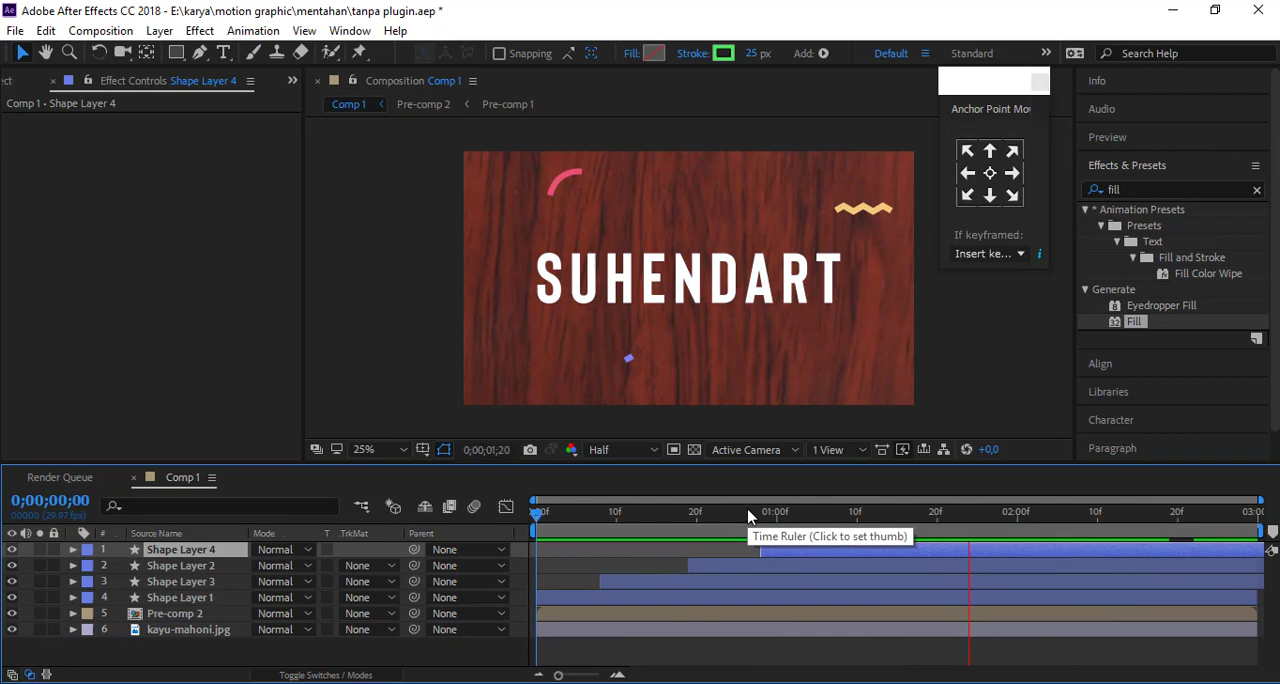 Adobe After Effects CC 2018 - E:\karya\motion graphic\mentahan\tanpa plugin.aep *
File Edit Composition Layer Effect Animation View Window Help
Snapping Fill: Stroke: 25 px Add: Default Standard Search Help
ect Effect Controls Shape Layer 4
Comp 1 • Shape Layer 4
Composition Comp 1
Comp 1 Pre-comp 2 Pre-comp 1
SUHENDART
Anchor Point Mov
If keyframed:
Insert ke...
Info
Audio
Preview
Effects & Presets
fill
* Animation Presets
Presets
Text
Fill and Stroke
Fill Color Wipe
Generate
Eyedropper Fill
Fill
Align
Libraries
Character
Paragraph
25% 0;00;01;20 Half Active Camera 1 View +0,0
Render Queue Comp 1
0;00;00;00
00000 (29.97 fps)
:00f 10f 20f 01:00f 10f 20f 02:00f 10f 20f 03:00
Time Ruler (Click to set thumb)
# Source Name Mode T .TrkMat Parent
1 Shape Layer 4 Normal None
2 Shape Layer 2 Normal None None
3 Shape Layer 3 Normal None None
4 Shape Layer 1 Normal None None
5 Pre-comp 2 Normal None None
6 kayu-mahoni.jpg Normal None None
Toggle Switches / Modes